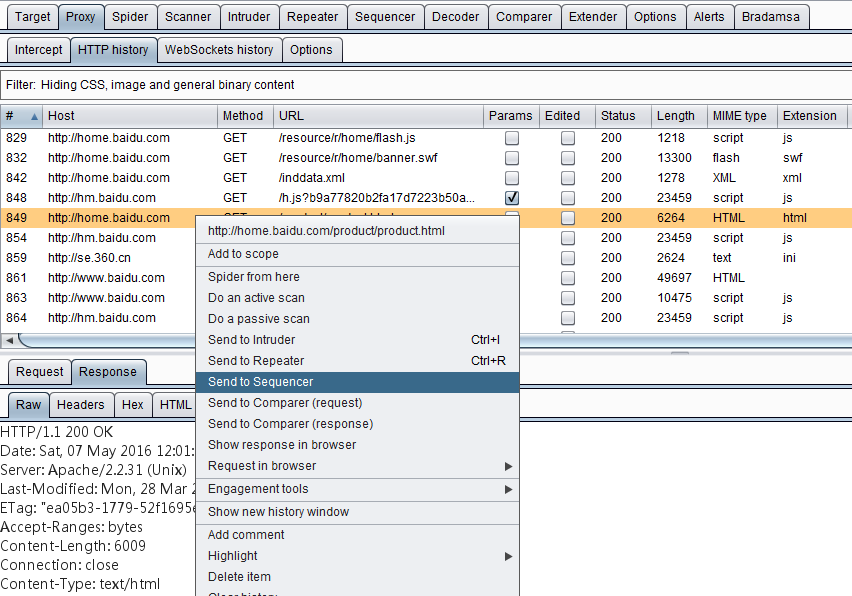 Target Proxy Spider Scanner Intruder Repeater Sequencer Decoder Comparer Extender Options Alerts Bradamsa
Intercept HTTP history WebSockets history Options
Filter: Hiding CSS, image and general binary content
# Host Method URL Params Edited Status Length MIME type Extension
829 http://home.baidu.com GET /resource/r/home/flash.js 200 1218 script js
832 http://home.baidu.com GET /resource/r/home/banner.swf 200 13300 flash swf
842 http://home.baidu.com GET /inddata.xml 200 1278 XML xml
848 http://hm.baidu.com GET /h.js?b9a77820b2fa17d7223b50a... 200 23459 script js
849 http://home.baidu.com 200 6264 HTML html
854 http://hm.baidu.com 200 23459 script js
859 http://se.360.cn 200 2624 text ini
861 http://www.baidu.com 200 49697 HTML
863 http://www.baidu.com 200 10475 script js
864 http://hm.baidu.com 200 23459 script js
http://home.baidu.com/product/product.html
Add to scope
Spider from here
Do an active scan
Do a passive scan
Send to Intruder Ctrl+I
Send to Repeater Ctrl+R
Send to Sequencer
Send to Comparer (request)
Send to Comparer (response)
Show response in browser
Request in browser
Engagement tools
Show new history window
Add comment
Highlight
Delete item
Clear history
Request Response
Raw Headers Hex HTML
HTTP/1.1 200 OK
Date: Sat, 07 May 2016 12:01:
Server: Apache/2.2.31 (Unix)
Last-Modified: Mon, 28 Mar 2
ETag: "ea05b3-1779-52f1695e
Accept-Ranges: bytes
Content-Length: 6009
Connection: close
Content-Type: text/html